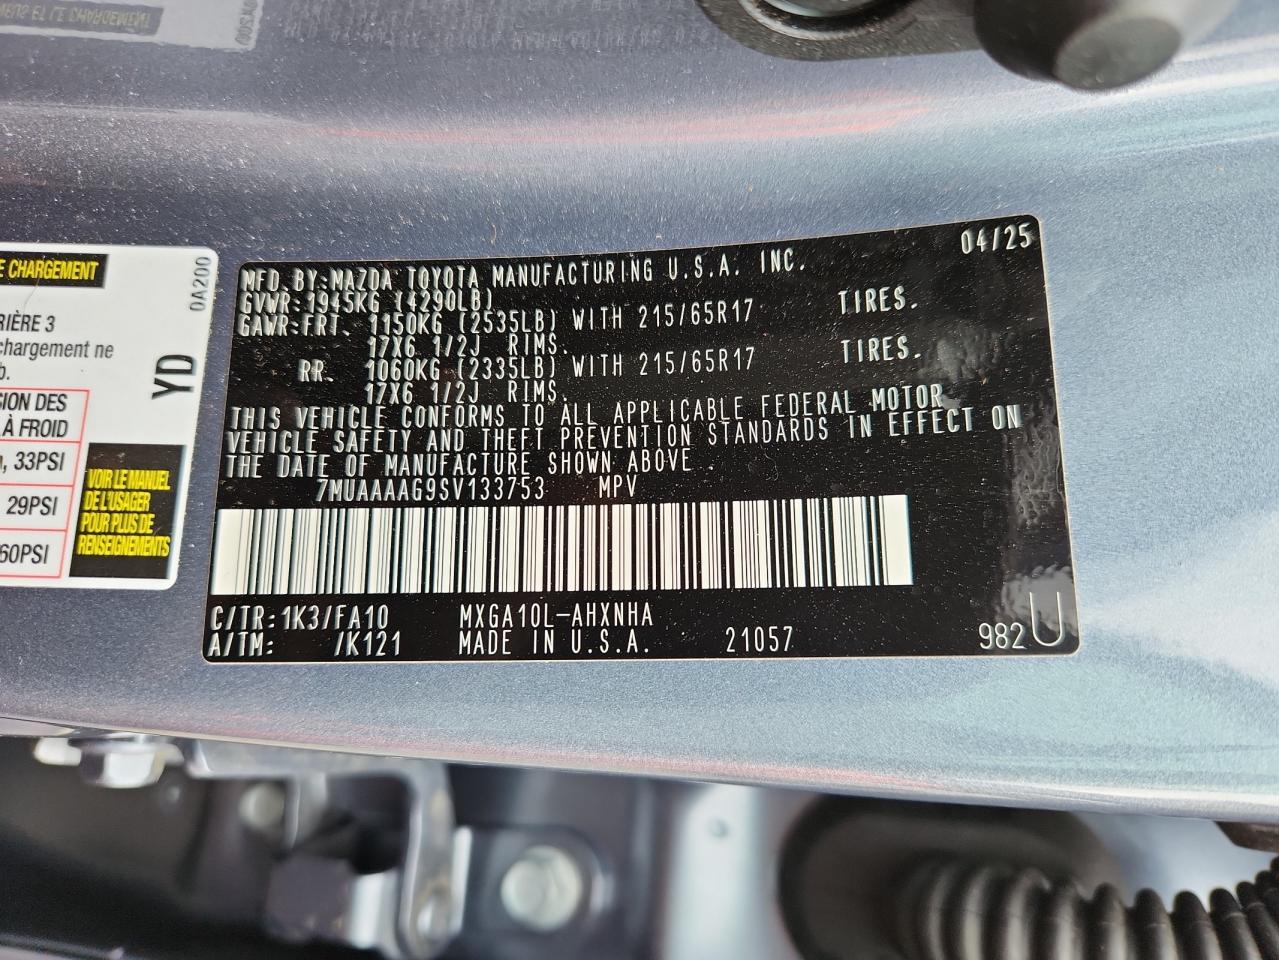 E CHARGEMENT
0A200
RIÈRE 3
chargement ne
b.
YD
SION DES
À FROID
, 33PSI
29PSI
60PSI
VOIR LE MANUEL
DE L'USAGER
POUR PLUS DE
RENSEIGNEMENTS
04/25
MFD.BY:MAZDA TOYOTA MANUFACTURING U.S.A. INC.
GVWR:1945KG (4290LB)
GAWR:FRT. 1150KG (2535LB) WITH 215/65R17 TIRES.
17X6 1/2J RIMS.
RR. 1060KG (2335LB) WITH 215/65R17 TIRES.
17X6 1/2J RIMS.
THIS VEHICLE CONFORMS TO ALL APPLICABLE FEDERAL MOTOR
VEHICLE SAFETY AND THEFT PREVENTION STANDARDS IN EFFECT ON
THE DATE OF MANUFACTURE SHOWN ABOVE.
7MUAAAAG9SV133753 MPV
C/TR:1K3/FA10 MXGA10L-AHXNHA
A/TM: /K121 MADE IN U.S.A. 21057 982 U